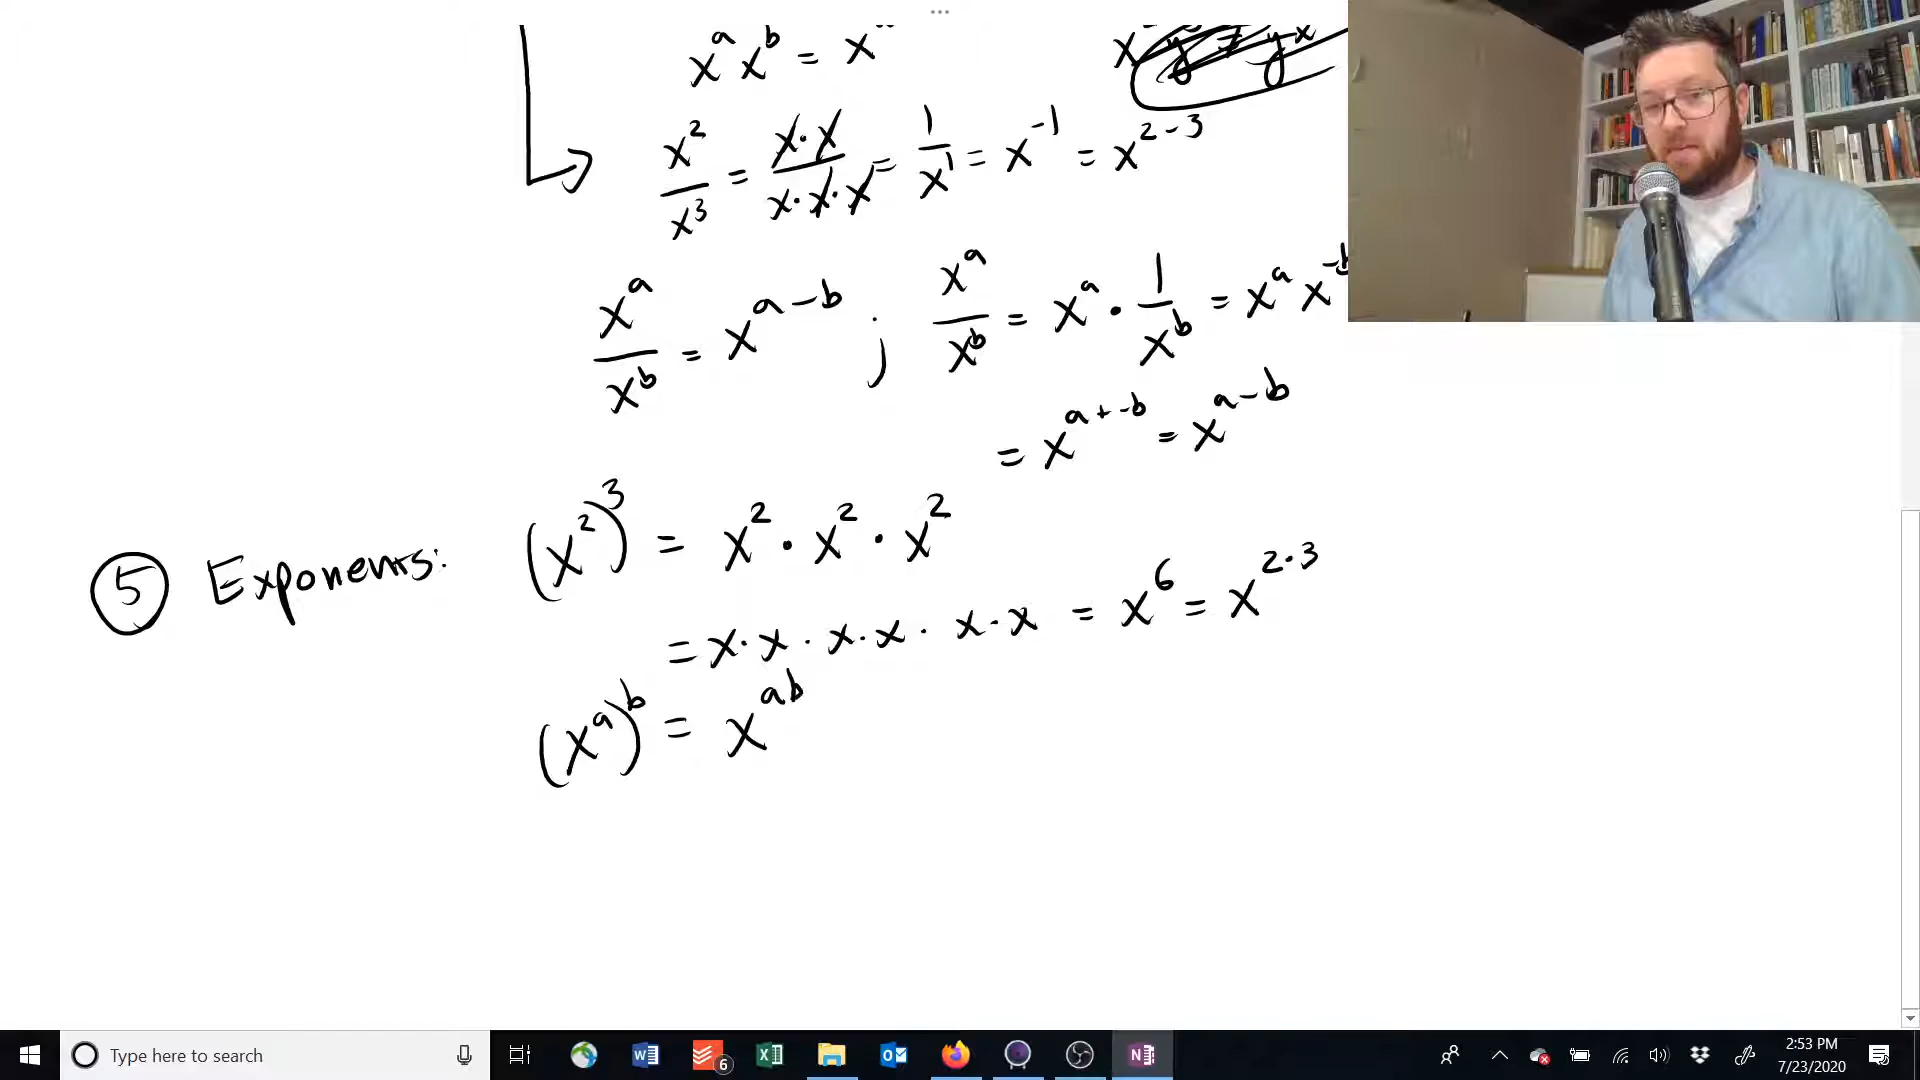 x^a x^b = x
x^2/x^3 = x·x/x·x·x = 1/x^1 = x^-1 = x^2-3
x^a/x^b = x^a-b ; x^a/x^b = x^a · 1/x^b = x^a x^-b
= x^a+-b = x^a-b
⑤ Exponents: (x^2)^3 = x^2 · x^2 · x^2
= x·x · x·x · x·x = x^6 = x^2·3
(x^a)^b = x^ab
Type here to search
6
2:53 PM
7/23/2020